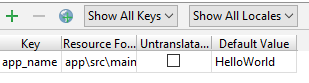 Show All Keys Show All Locales
Key Resource Fo... Untranslata... Default Value
app_name app\src\main HelloWorld